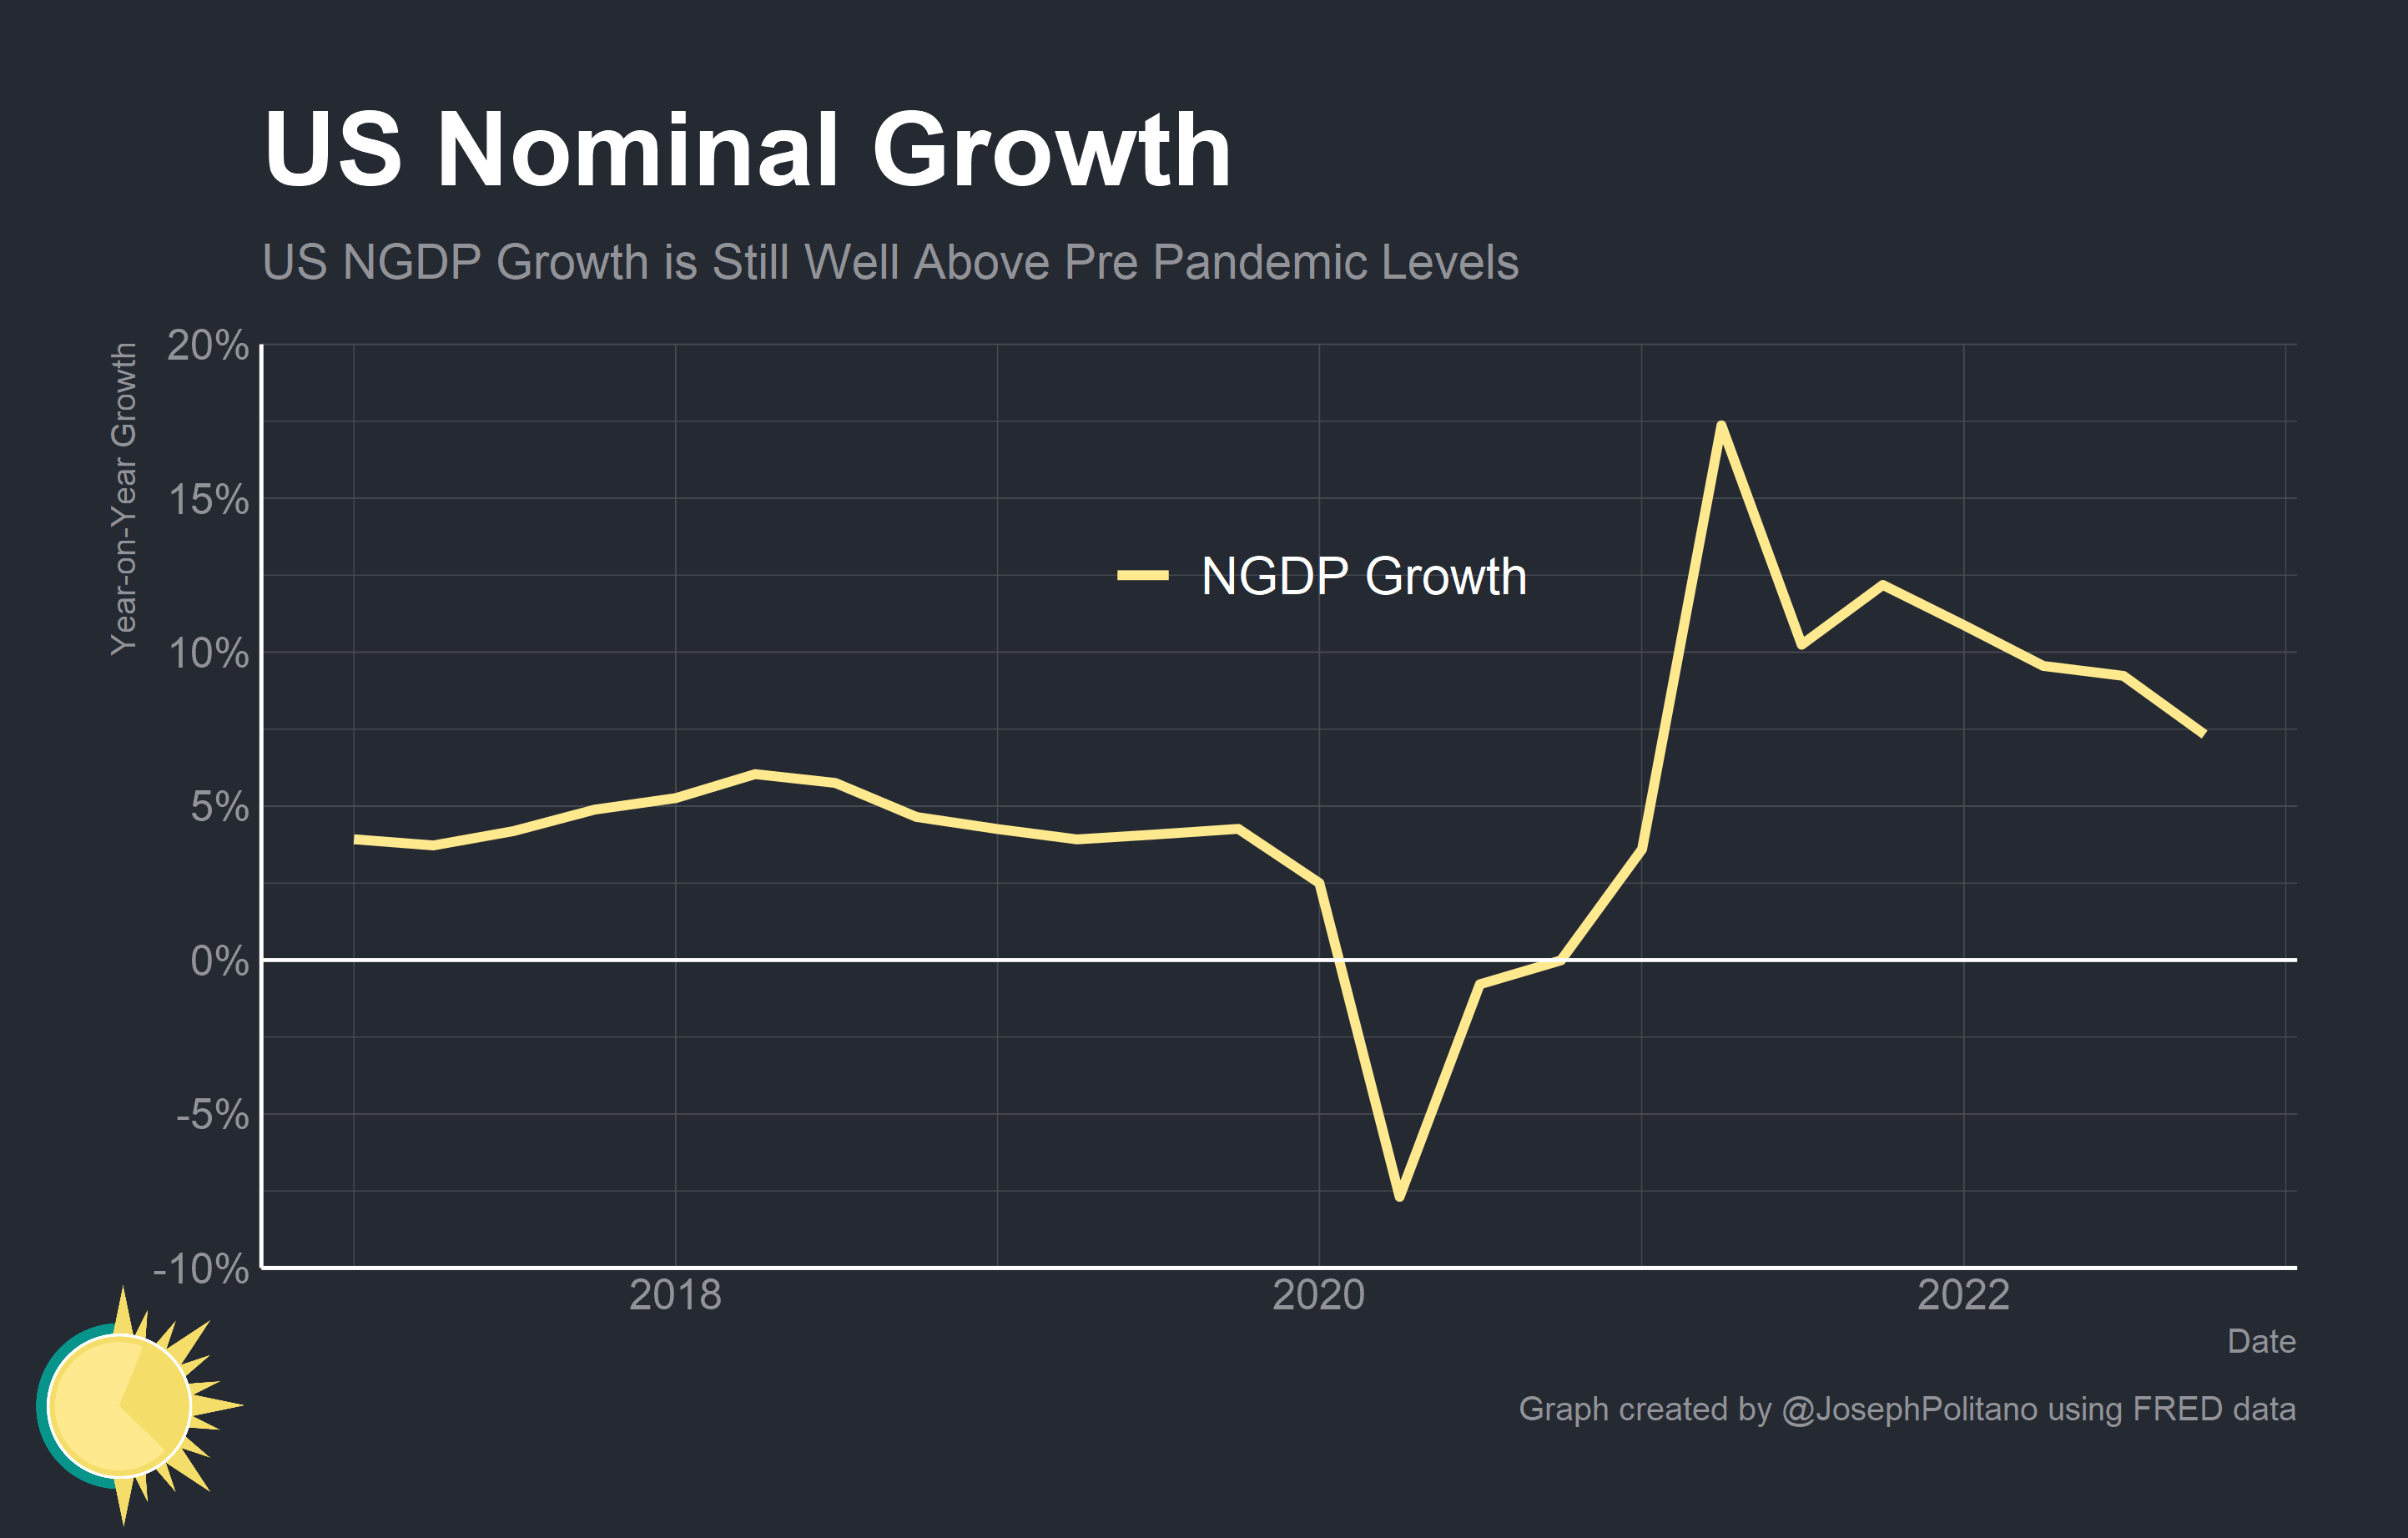 US Nominal Growth
US NGDP Growth is Still Well Above Pre Pandemic Levels
Year-on-Year Growth
20%
15%
10%
5%
0%
-5%
-10%
NGDP Growth
2018
2020
2022
Date
Graph created by @JosephPolitano using FRED data